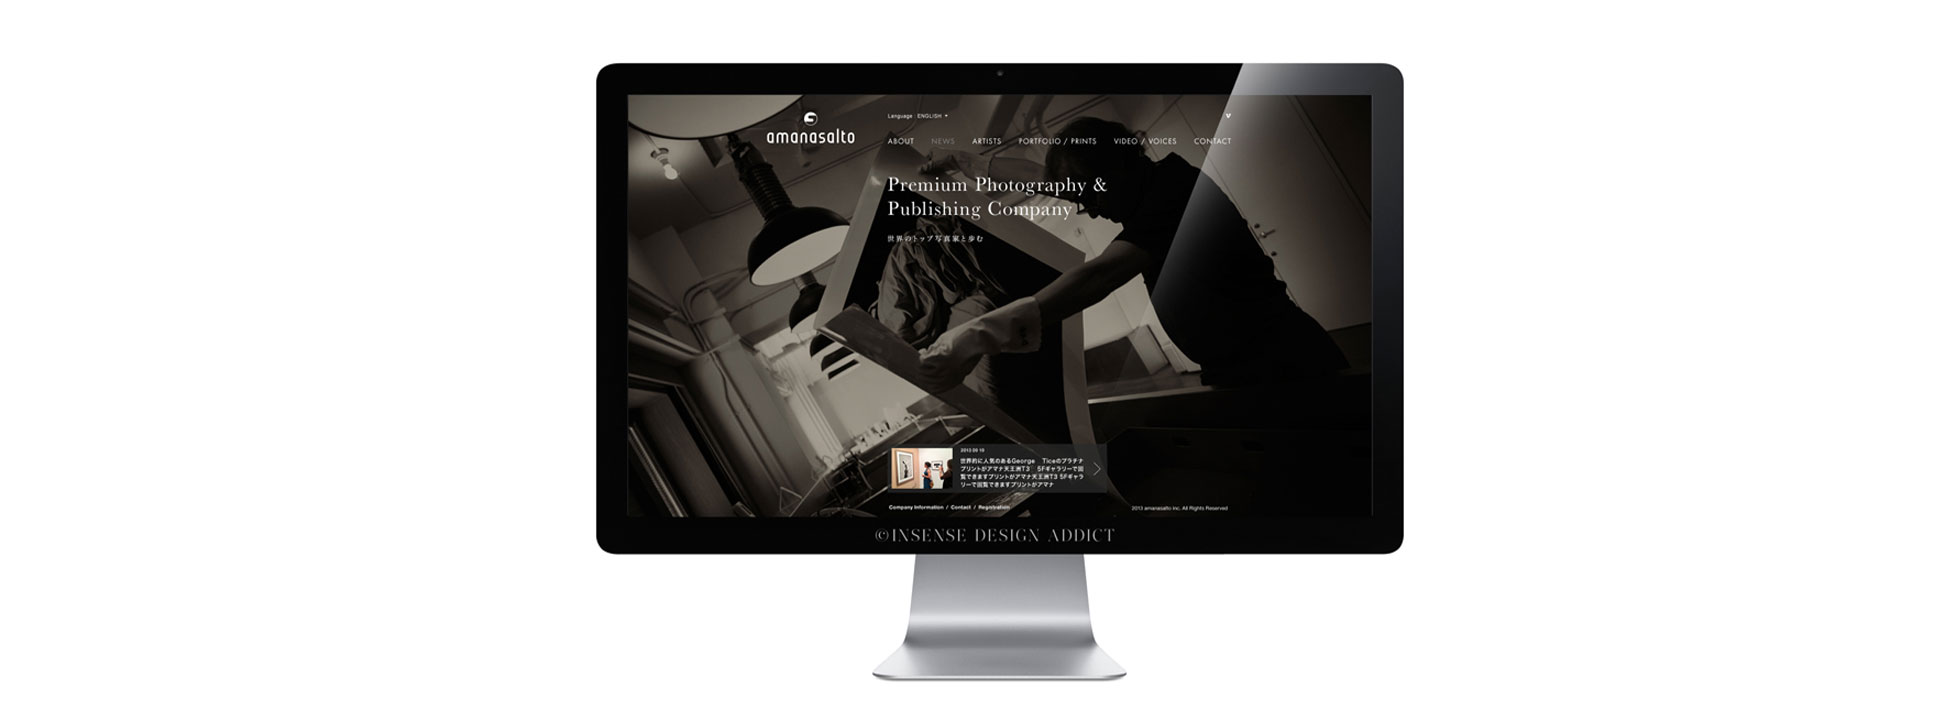 amanasalto
Language : ENGLISH
ABOUT NEWS ARTISTS PORTFOLIO / PRINTS VIDEO / VOICES CONTACT
Premium Photography &
Publishing Company
世界のトップ写真家と歩む
2013 09 10
世界的に人気のあるGeorge Ticeのプラチナ
プリントがアマナ天王洲T3 5Fギャラリーで回
覧できますプリントがアマナ天王洲T3 5Fギャラ
リーで回覧できますプリントがアマナ
Company Information / Contact / Registration
2013 amanasalto Inc. All Rights Reserved
©INSENSE DESIGN ADDICT